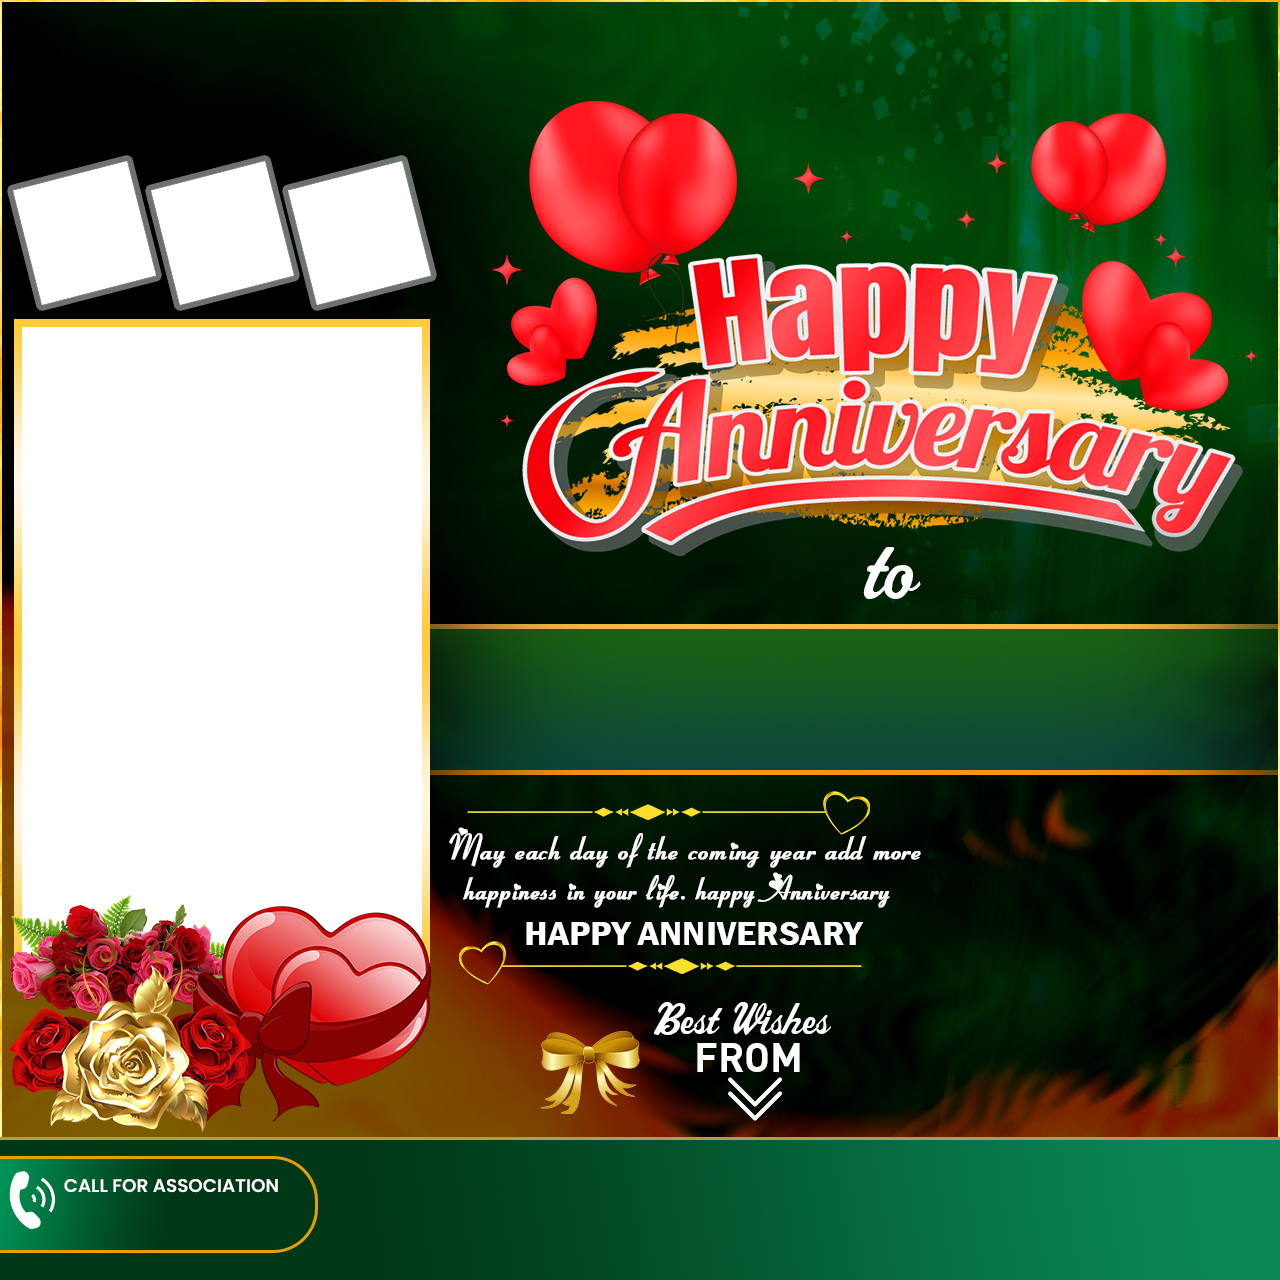 Happy
Anniversary
to
May each day of the coming year add more
happiness in your life. happy Anniversary
HAPPY ANNIVERSARY
Best Wishes
FROM
CALL FOR ASSOCIATION